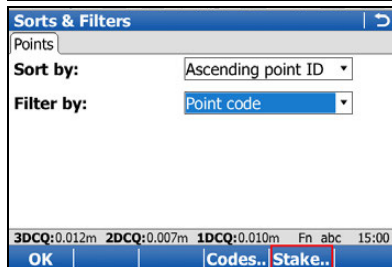 Sorts & Filters
Points
Sort by: Ascending point ID
Filter by: Point code
3DCQ:0.012m 2DCQ:0.007m 1DCQ:0.010m Fn abc 15:00
OK Codes.. Stake..